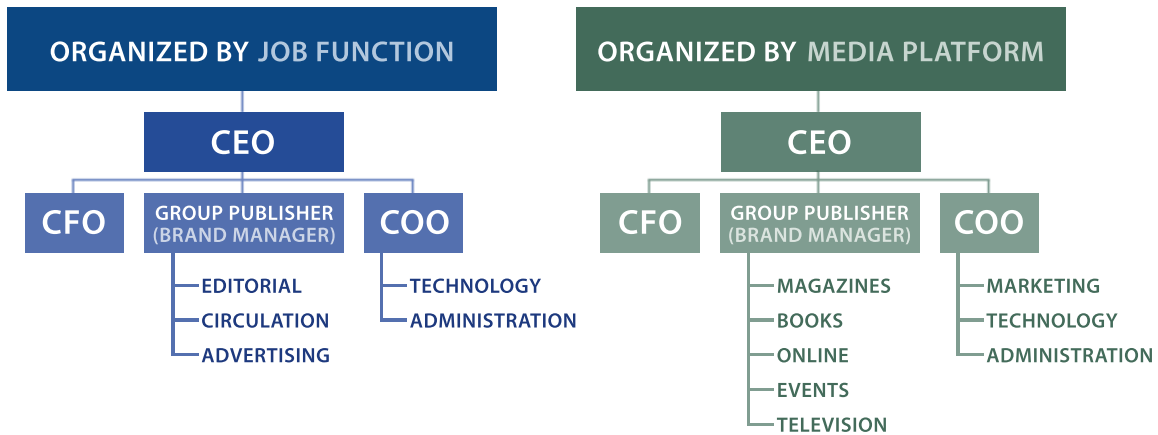 ORGANIZED BY JOB FUNCTION
CEO
CFO
GROUP PUBLISHER
(BRAND MANAGER)
COO
EDITORIAL
CIRCULATION
ADVERTISING
TECHNOLOGY
ADMINISTRATION
ORGANIZED BY MEDIA PLATFORM
CEO
CFO
GROUP PUBLISHER
(BRAND MANAGER)
COO
MAGAZINES
BOOKS
ONLINE
EVENTS
TELEVISION
MARKETING
TECHNOLOGY
ADMINISTRATION